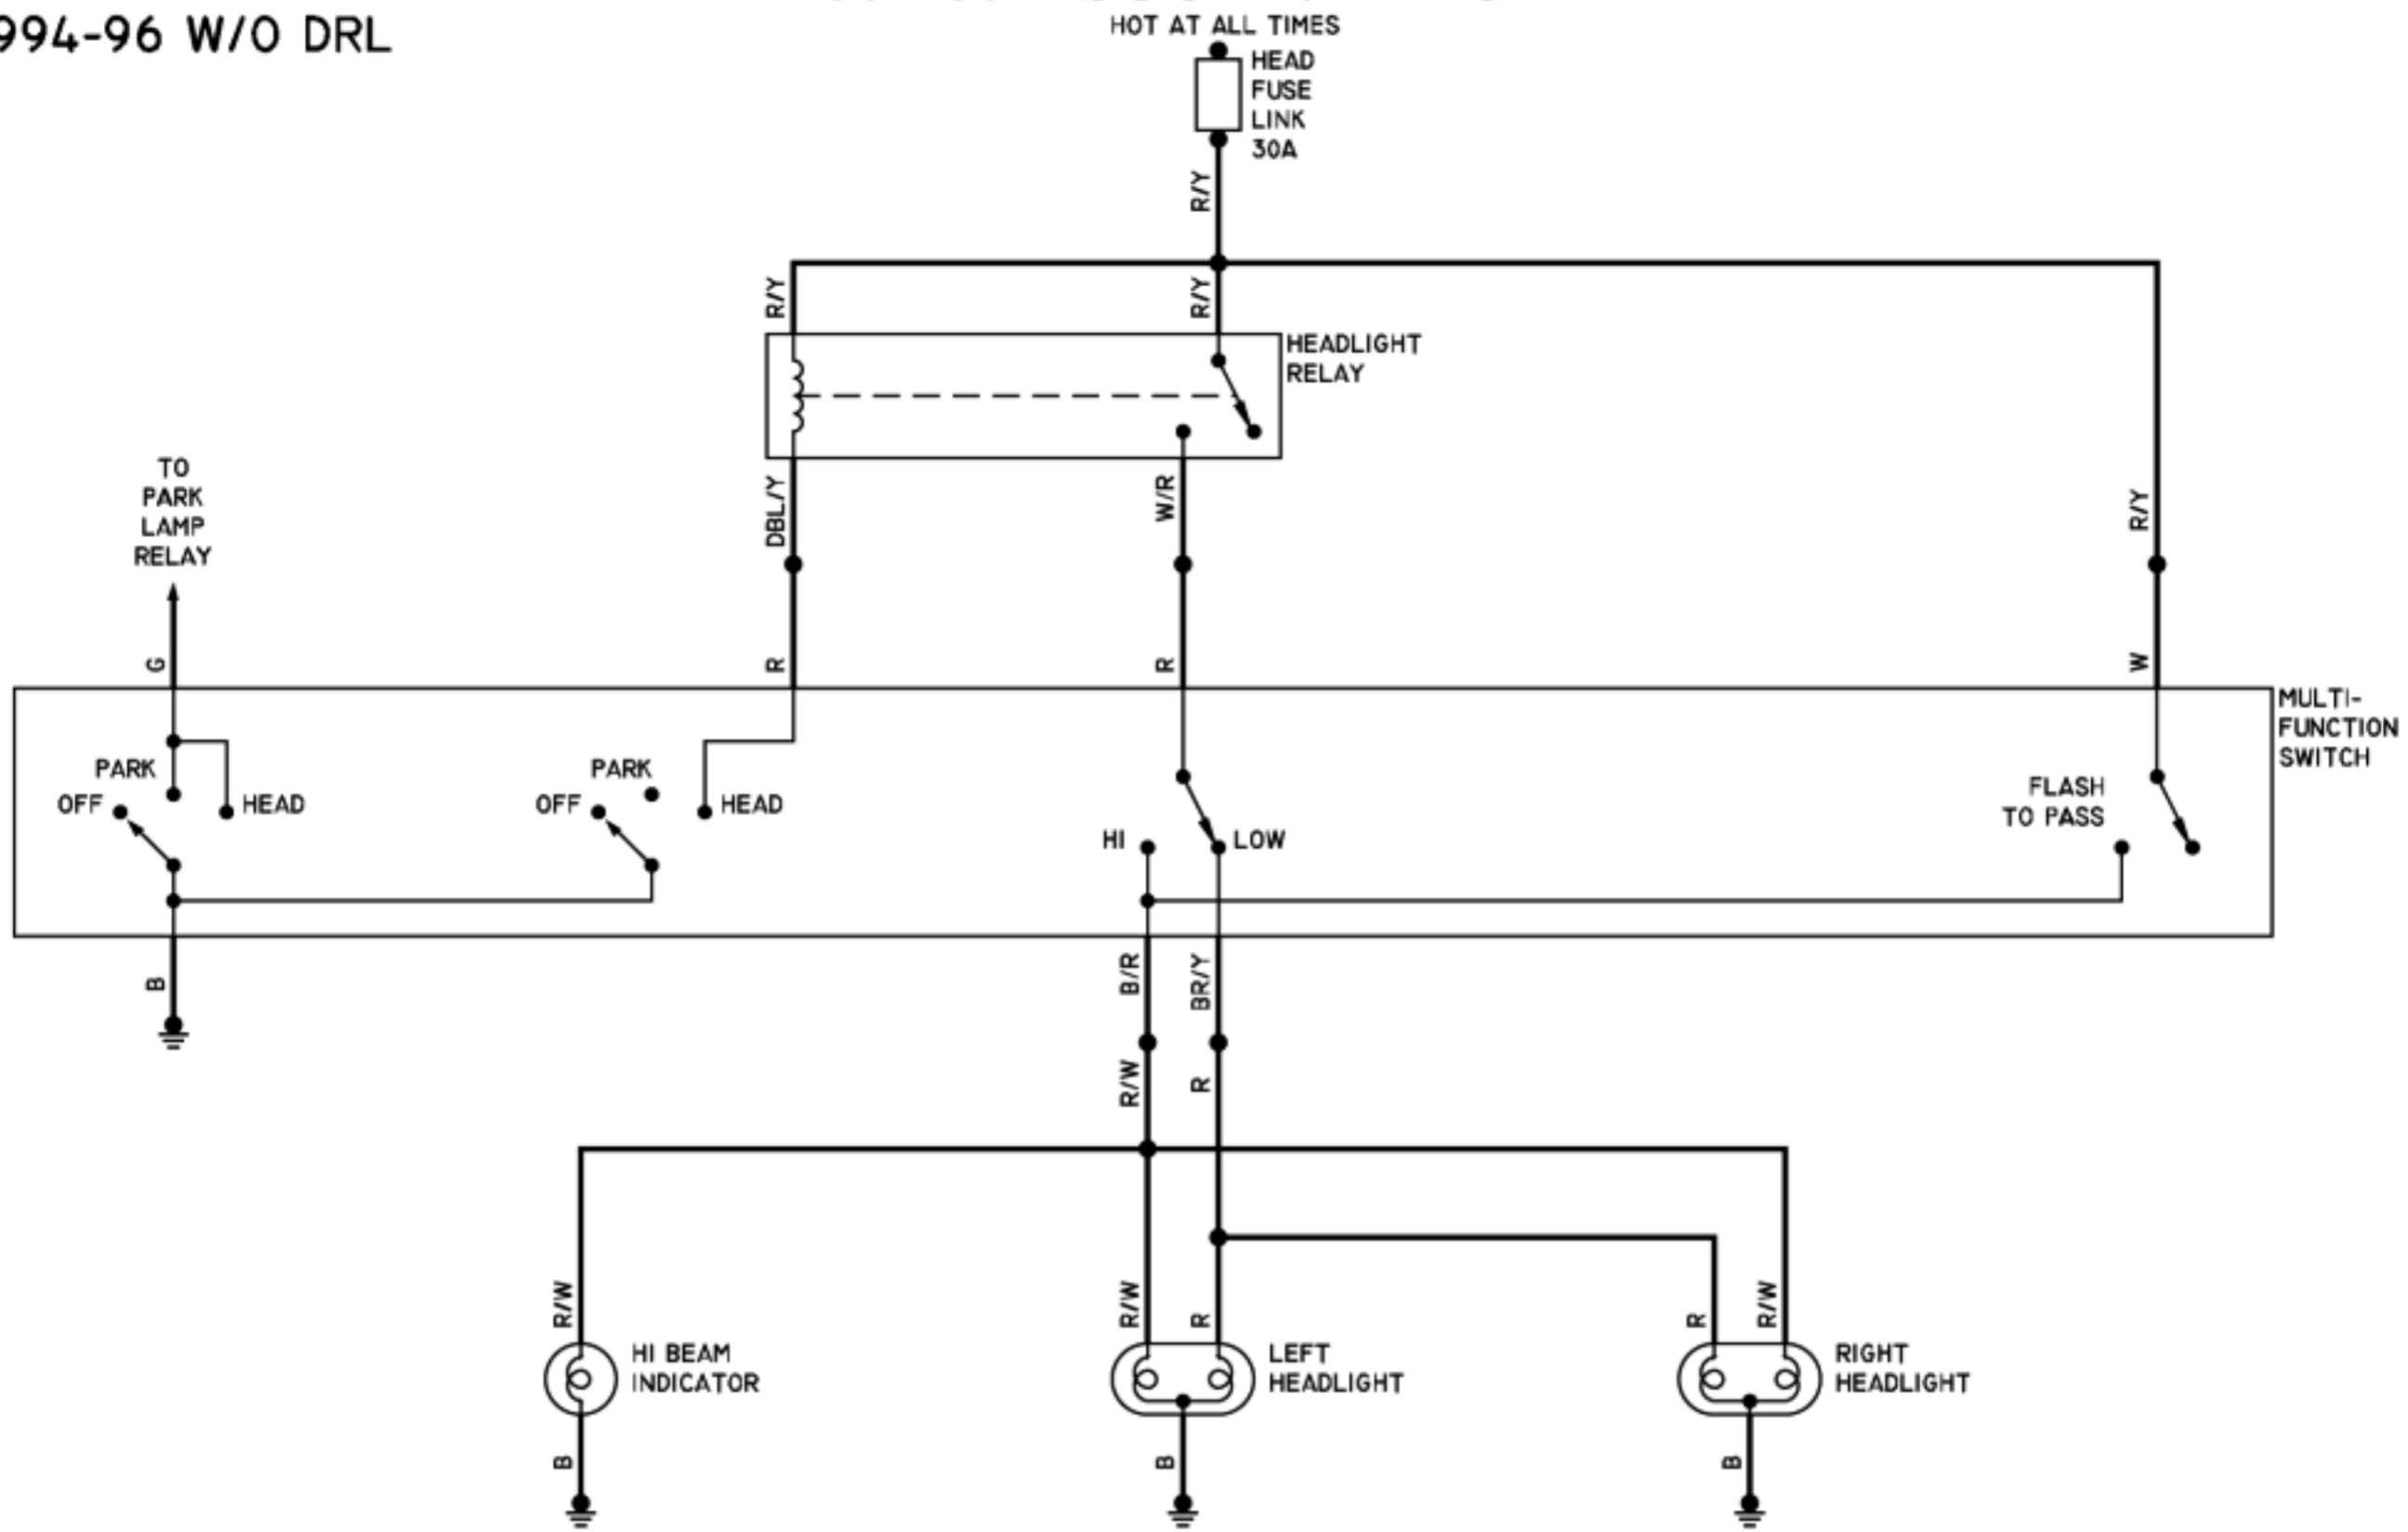 994-96 W/O DRL
HOT AT ALL TIMES
HEAD
FUSE
LINK
30A
R/Y
R/Y
R/Y
HEADLIGHT
RELAY
TO
PARK
LAMP
RELAY
DBL/Y
W/R
R/Y
G
R
R
W
MULTI-
FUNCTION
SWITCH
PARK
OFF
HEAD
PARK
OFF
HEAD
HI
LOW
FLASH
TO PASS
B
B/R
BR/Y
R/W
R
R/W
R/W
R
R
R/W
HI BEAM
INDICATOR
LEFT
HEADLIGHT
RIGHT
HEADLIGHT
B
B
B